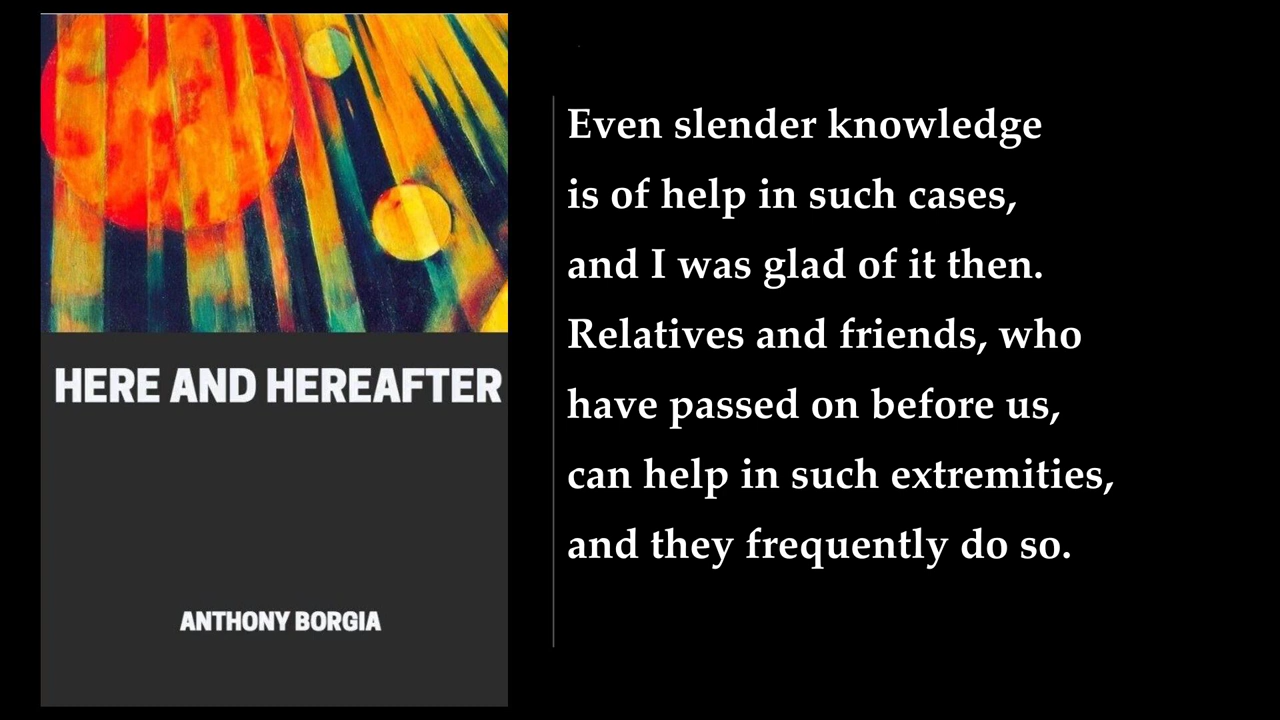 HERE AND HEREAFTER
ANTHONY BORGIA
Even slender knowledge
is of help in such cases,
and I was glad of it then.
Relatives and friends, who
have passed on before us,
can help in such extremities,
and they frequently do so.